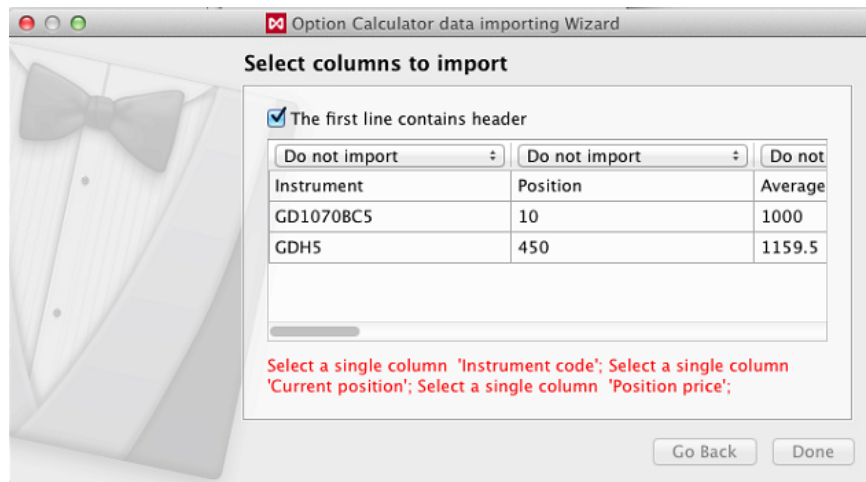 Option Calculator data importing Wizard
Select columns to import
The first line contains header
Do not import Do not import Do not
Instrument Position Average
GD1070BC5 10 1000
GDH5 450 1159.5
Select a single column 'Instrument code'; Select a single column
'Current position'; Select a single column 'Position price';
Go Back Done